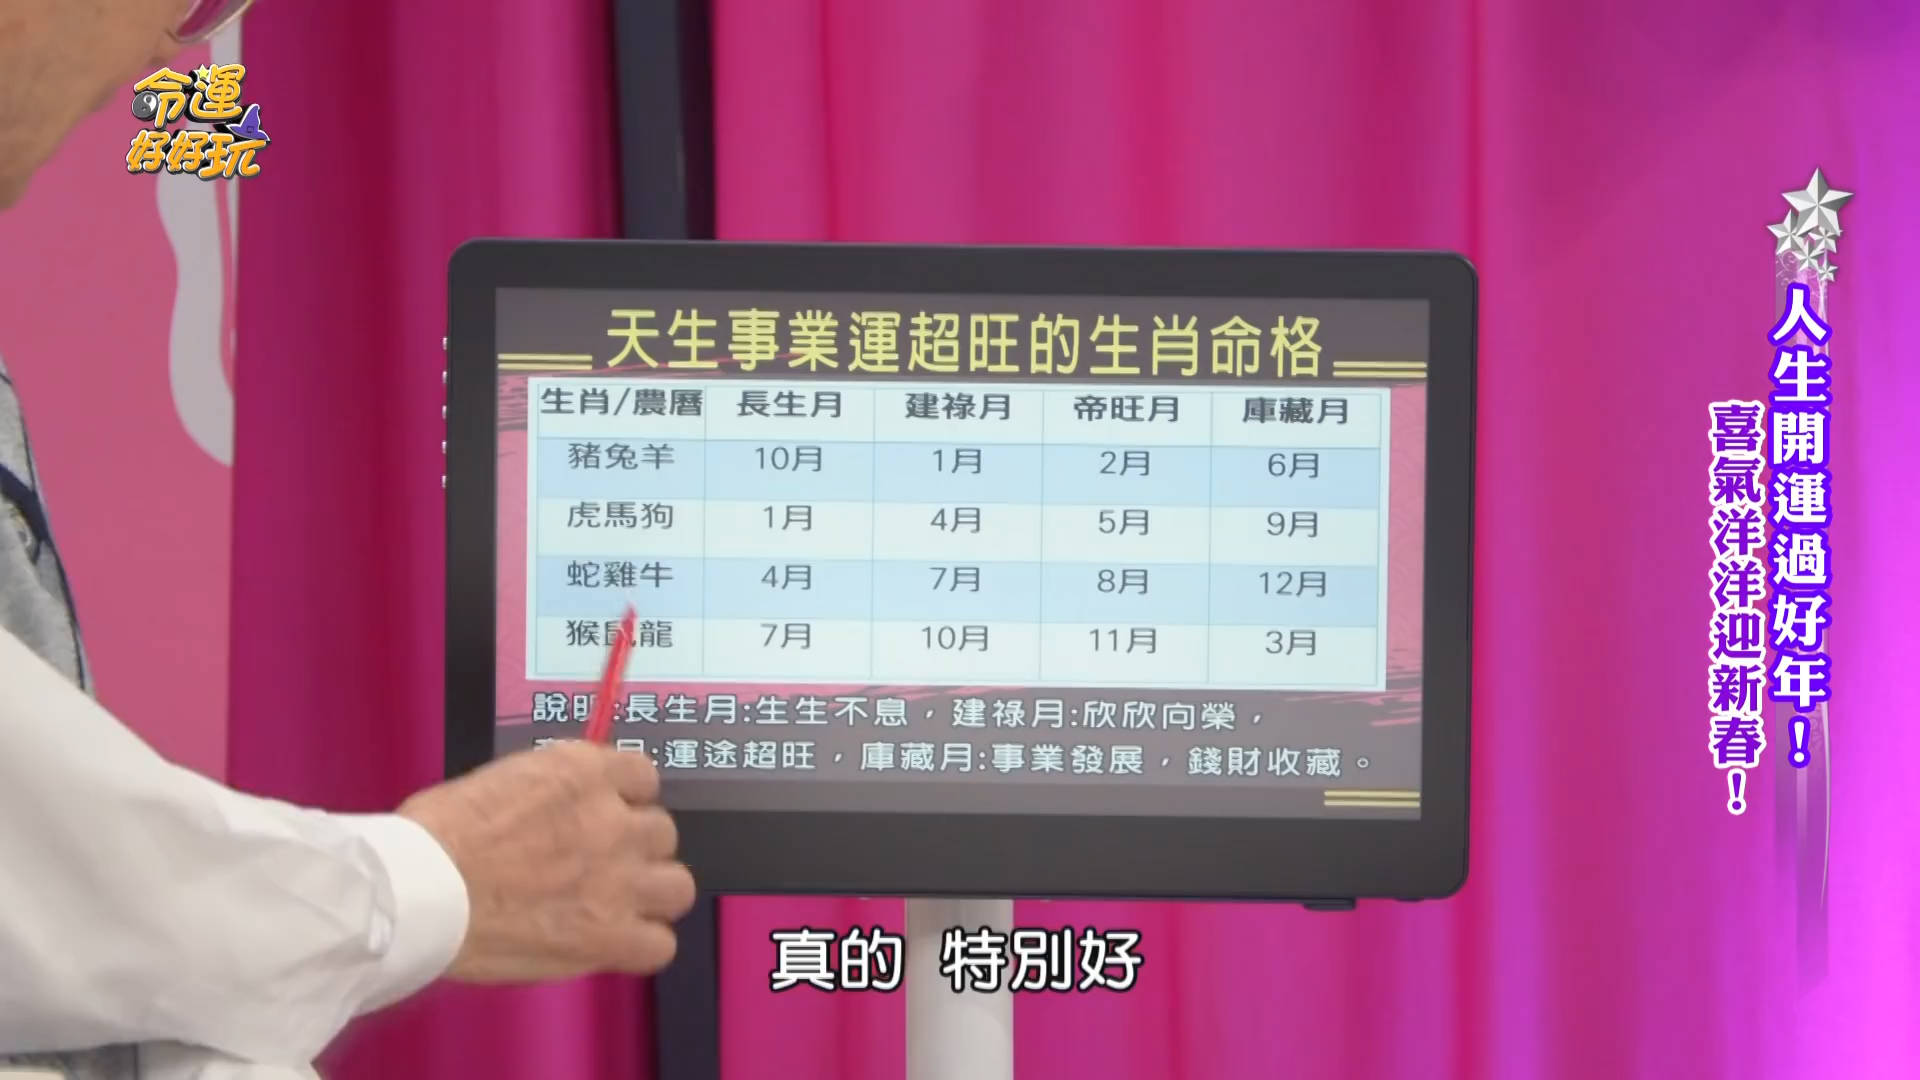 命運
好好玩
天生事業運超旺的生肖命格
生肖/農曆 長生月 建祿月 帝旺月 庫藏月
豬兔羊 10月 1月 2月 6月
虎馬狗 1月 4月 5月 9月
蛇雞牛 4月 7月 8月 12月
猴鼠龍 7月 10月 11月 3月
說明:長生月:生生不息，建祿月:欣欣向榮，
月:運途超旺，庫藏月:事業發展，錢財收藏。
人生開運過好年！
喜氣洋洋迎新春！
真的 特別好